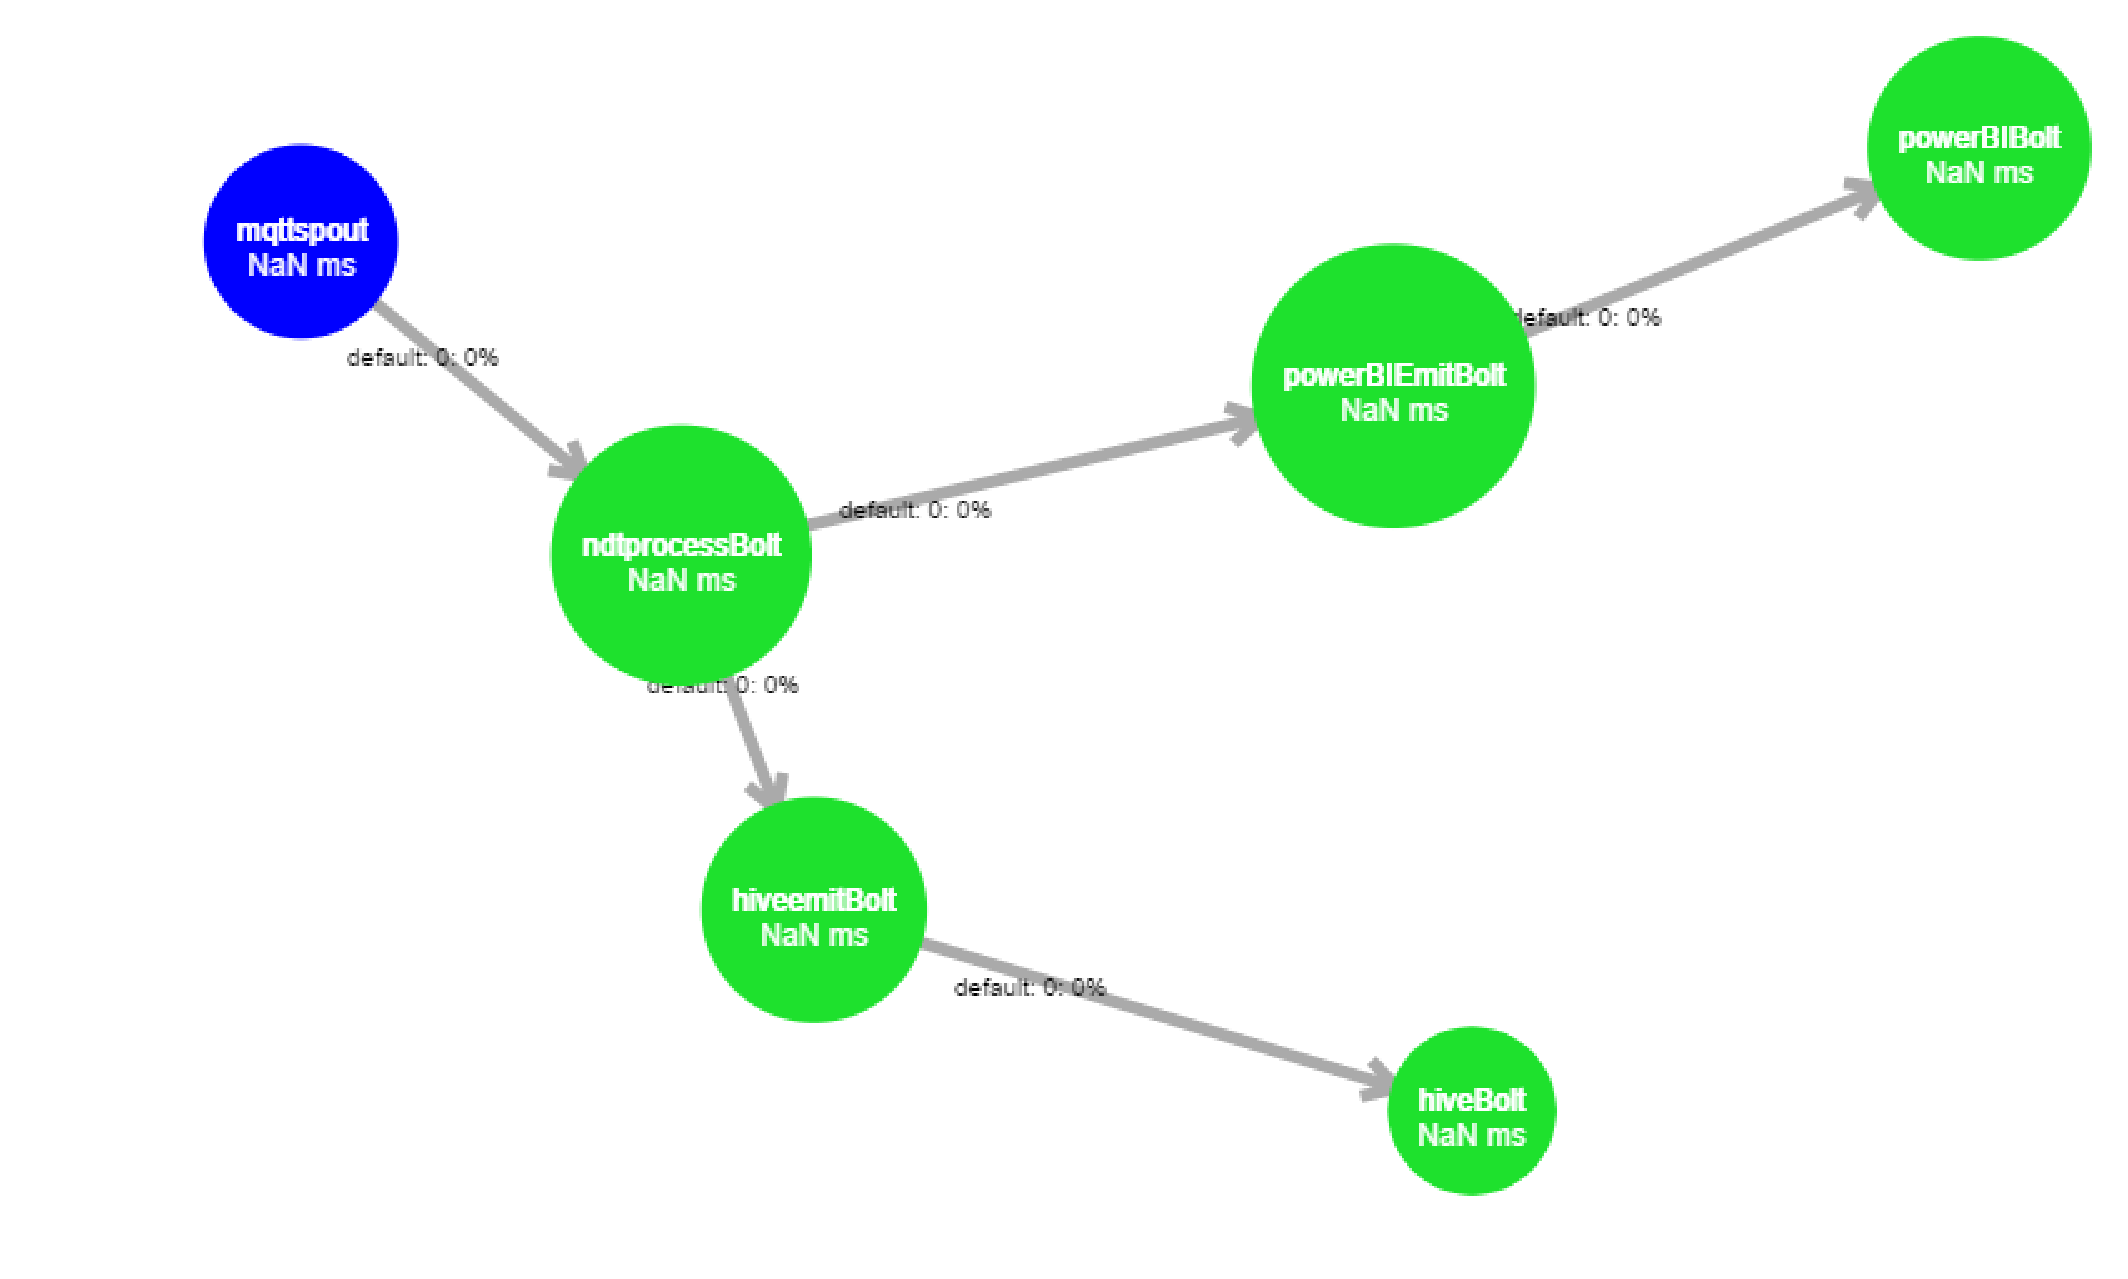 powerBIBolt
NaN ms
mqttspout
NaN ms
default: 0: 0%
default: 0: 0%
powerBIEmitBolt
NaN ms
default: 0: 0%
ndtprocessBolt
NaN ms
default: 0: 0%
hiveemitBolt
NaN ms
default: 0: 0%
hiveBolt
NaN ms